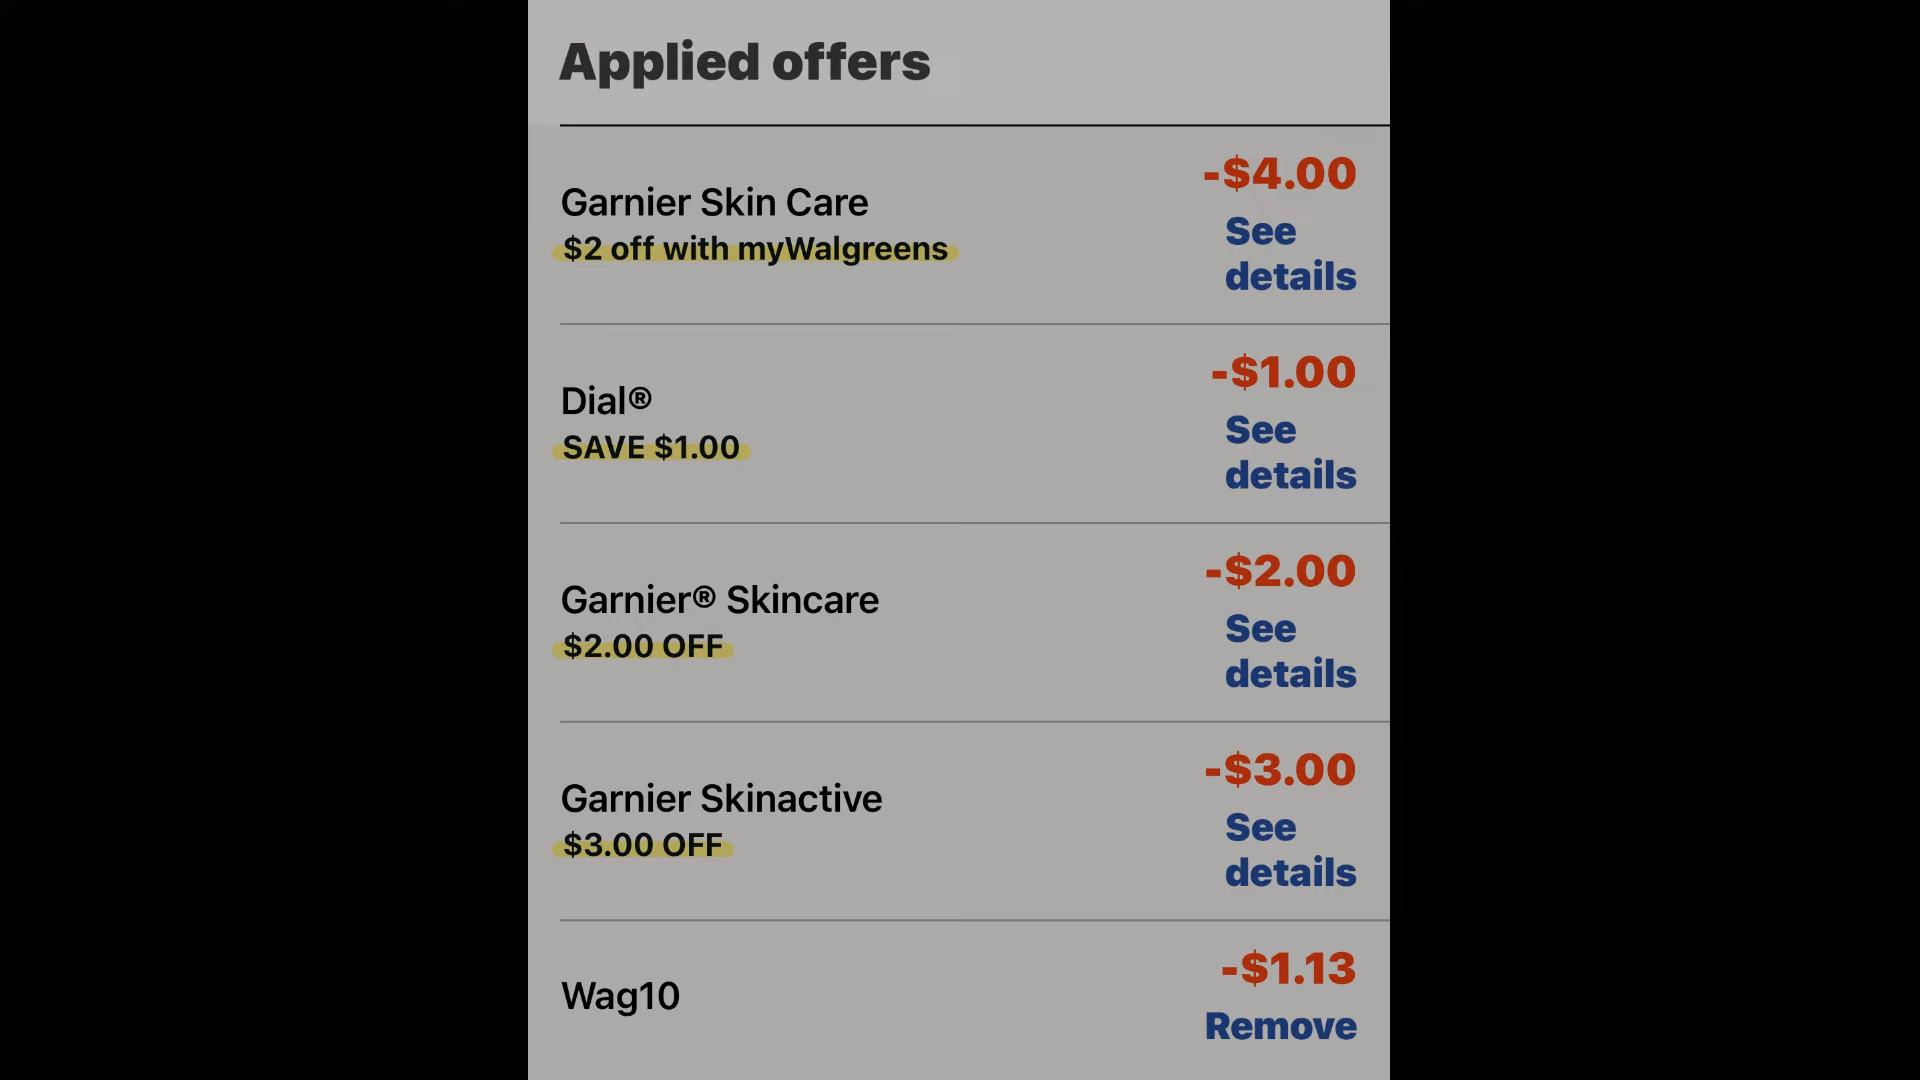 Applied offers
Garnier Skin Care
$2 off with myWalgreens
-$4.00
See
details
Dial®
SAVE $1.00
-$1.00
See
details
Garnier® Skincare
$2.00 OFF
-$2.00
See
details
Garnier Skinactive
$3.00 OFF
-$3.00
See
details
Wag10
-$1.13
Remove